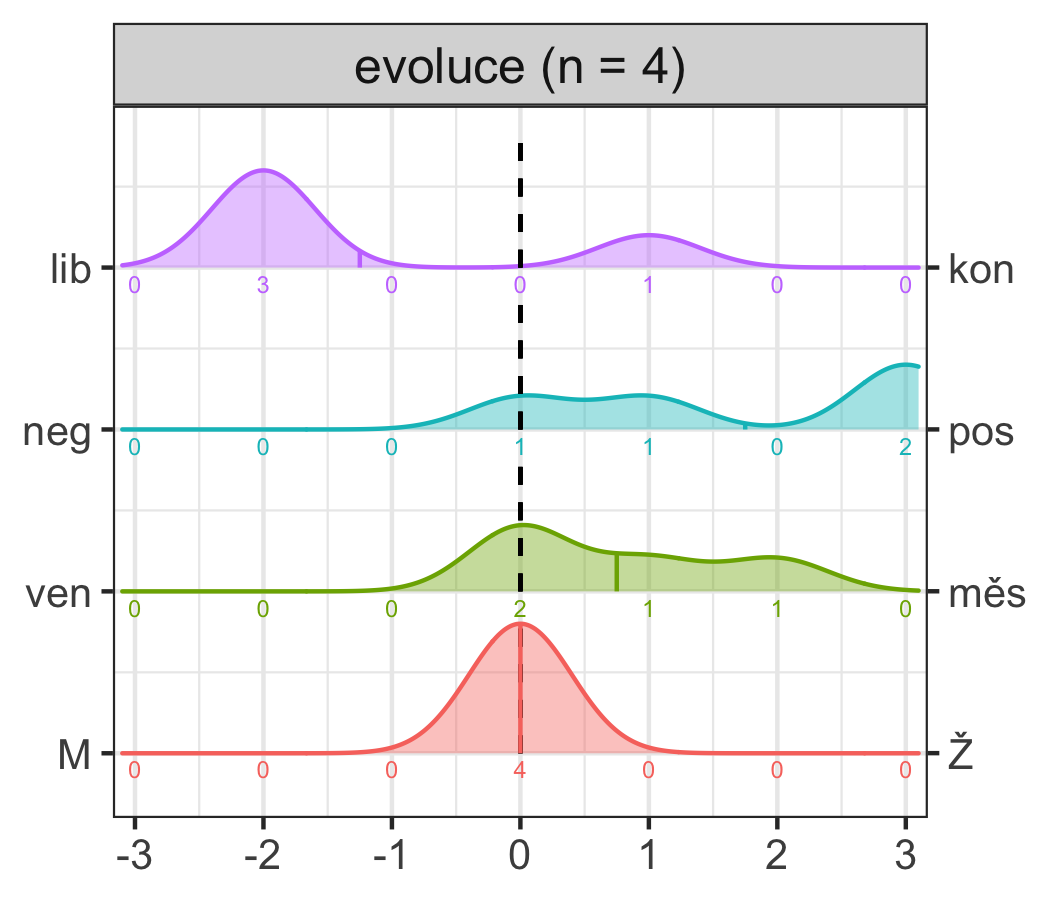 evoluce (n = 4)
lib kon
0 3 0 0 1 0 0
neg pos
0 0 0 1 1 0 2
ven měs
0 0 0 2 1 1 0
M Ž
0 0 0 4 0 0 0
-3 -2 -1 0 1 2 3